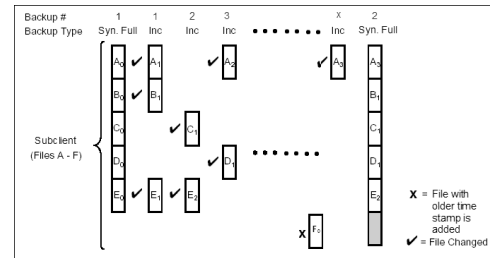 Backup # 1 1 2 3 x 2
Backup Type Syn. Full Inc Inc Inc Inc Syn. Full
A0 A1 A2 A3 A3
B0 B1 B1
C0 C1 C1
Subclient
(Files A - F)
D0 D1 D1
E0 E1 E2 E2
X = File with
older time
stamp is
added
X F0
✔ = File Changed